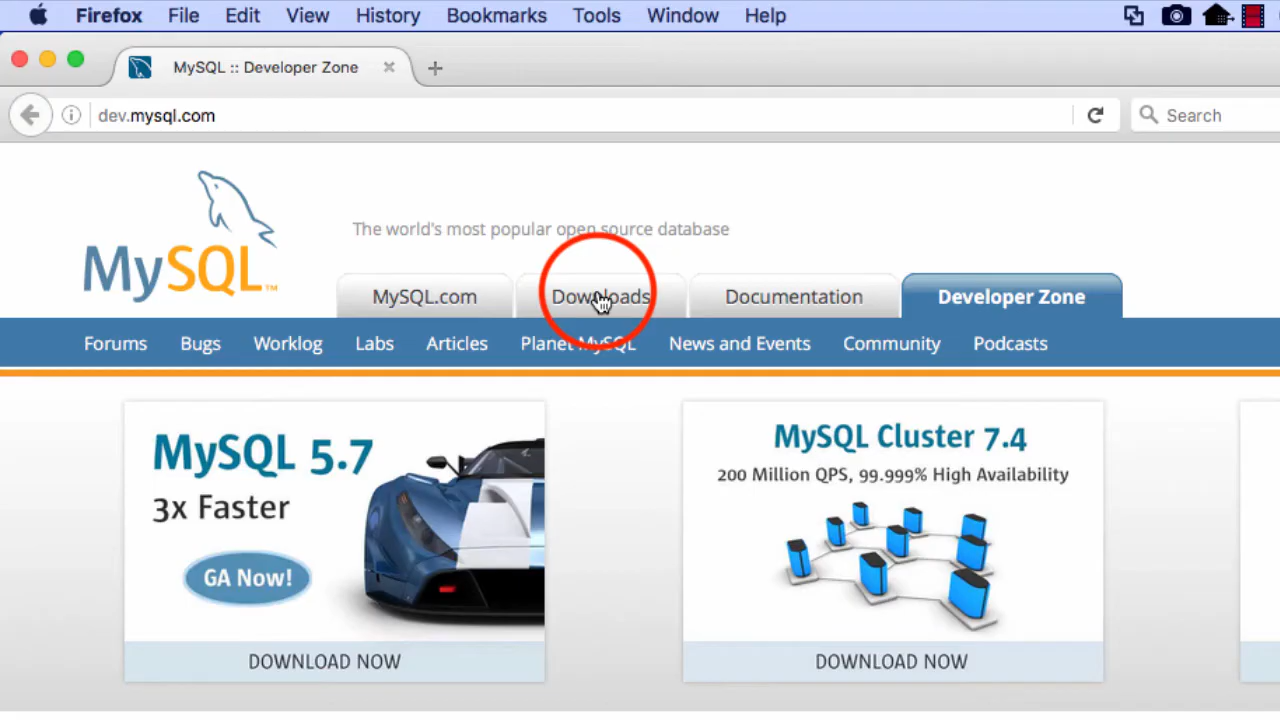 Firefox File Edit View History Bookmarks Tools Window Help
MySQL :: Developer Zone
dev.mysql.com
Search
MySQL™
The world's most popular open source database
MySQL.com Downloads Documentation Developer Zone
Forums Bugs Worklog Labs Articles Planet MySQL News and Events Community Podcasts
MySQL 5.7
3x Faster
GA Now!
DOWNLOAD NOW
MySQL Cluster 7.4
200 Million QPS, 99.999% High Availability
DOWNLOAD NOW